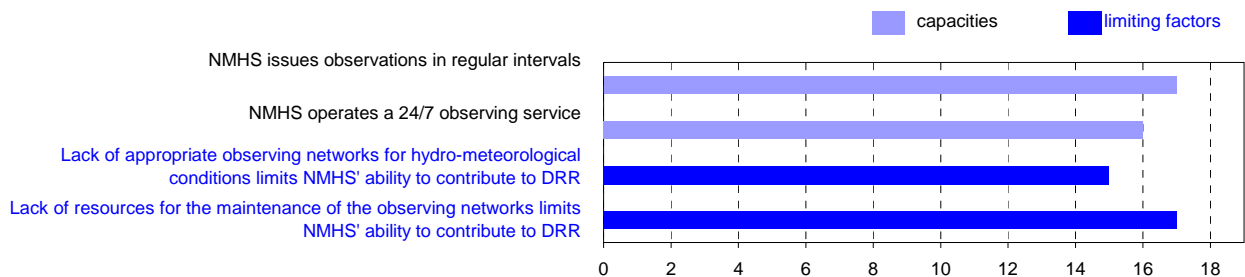 capacities
limiting factors
NMHS issues observations in regular intervals
NMHS operates a 24/7 observing service
Lack of appropriate observing networks for hydro-meteorological
conditions limits NMHS' ability to contribute to DRR
Lack of resources for the maintenance of the observing networks limits
NMHS' ability to contribute to DRR
0 2 4 6 8 10 12 14 16 18